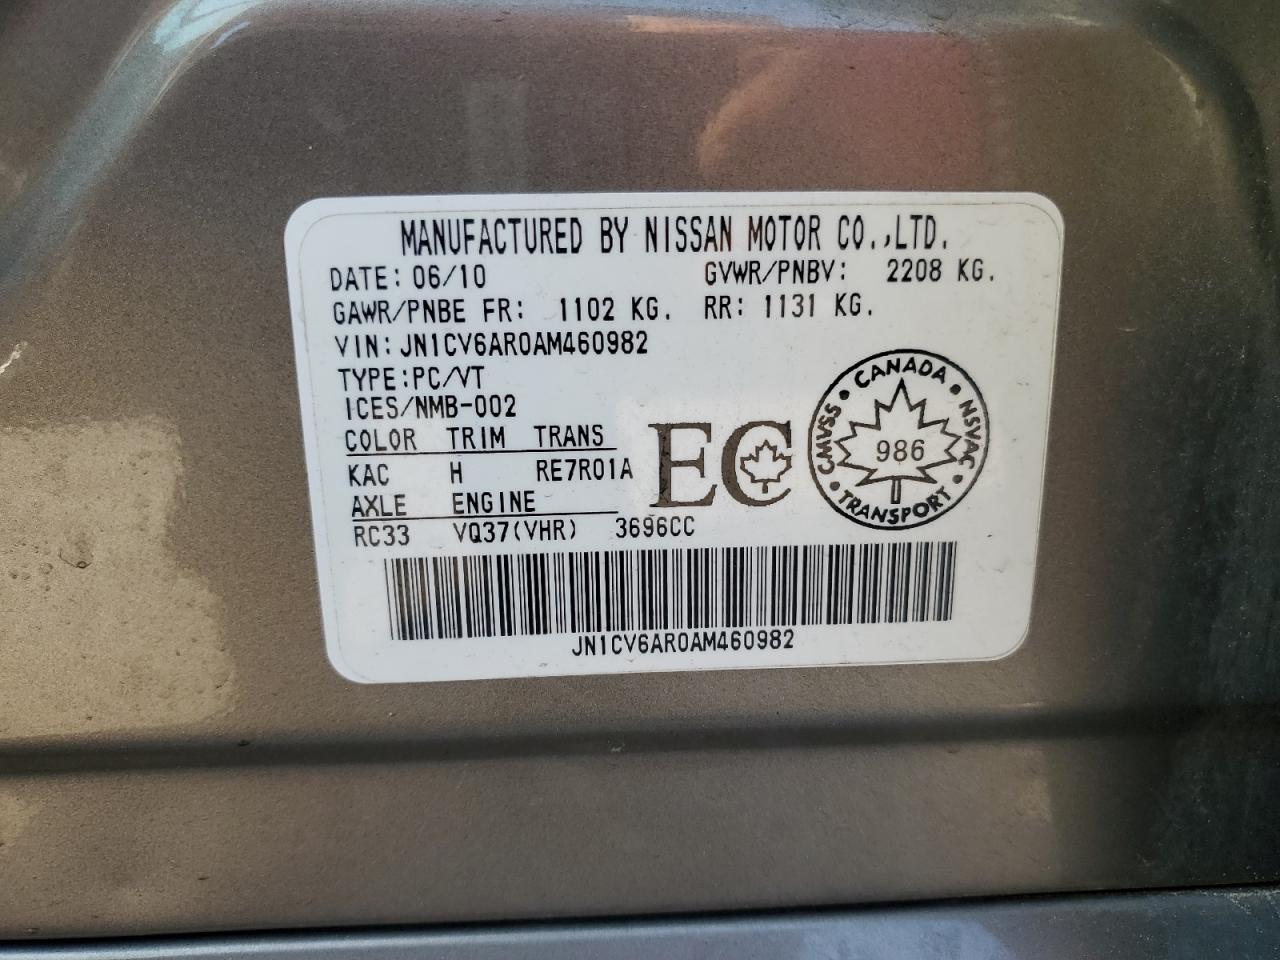 MANUFACTURED BY NISSAN MOTOR CO.,LTD.
DATE: 06/10 GVWR/PNBV: 2208 KG.
GAWR/PNBE FR: 1102 KG. RR: 1131 KG.
VIN: JN1CV6AR0AM460982
TYPE:PC/VT
ICES/NMB-002
COLOR TRIM TRANS
KAC H RE7R01A
AXLE ENGINE
RC33 VQ37(VHR) 3696CC
EC
CANADA
CMVSS
NSVAC
986
TRANSPORT
JN1CV6AR0AM460982